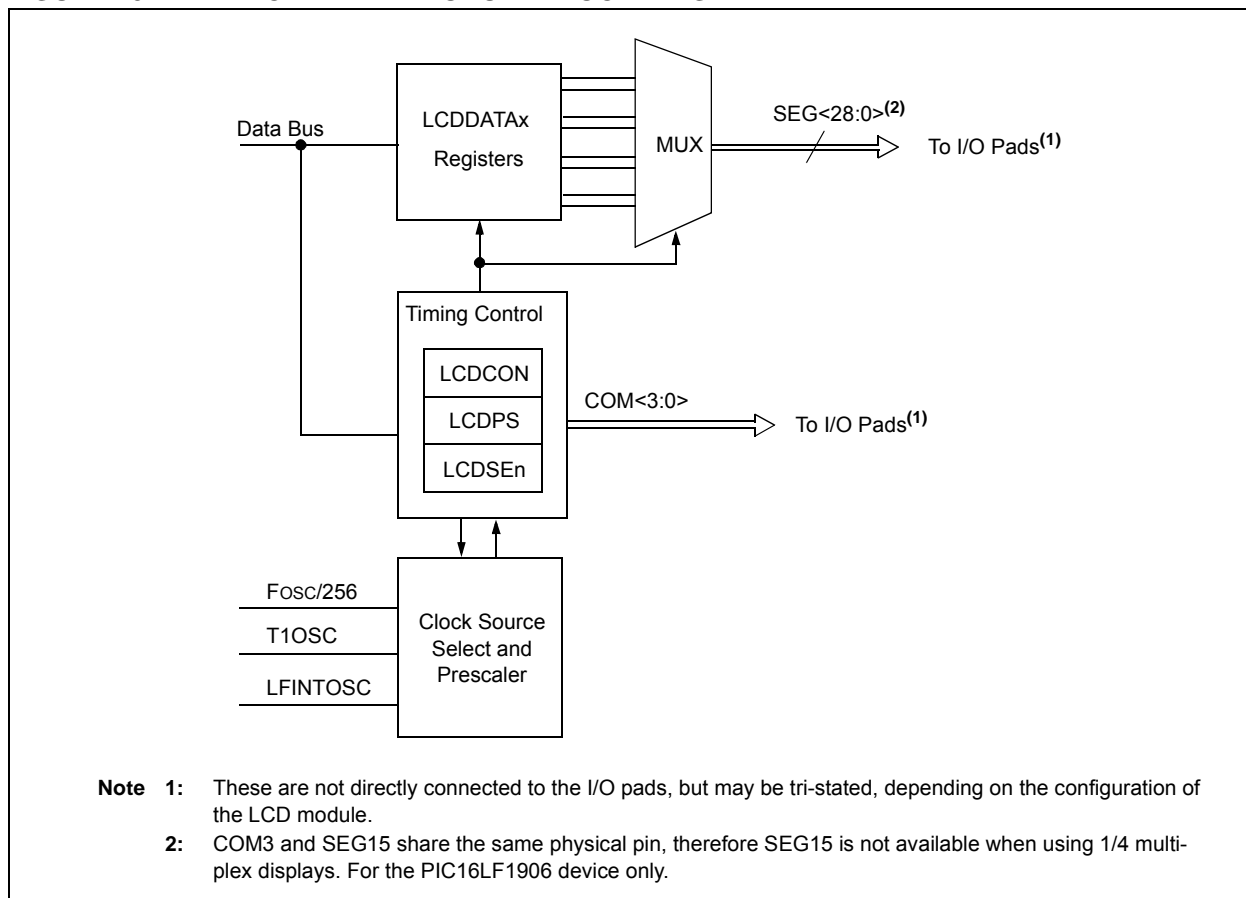 LCDDATAx
Registers
Data Bus
MUX
SEG<28:0>(2)
To I/O Pads(1)
Timing Control
LCDCON
LCDPS
LCDSEn
COM<3:0>
To I/O Pads(1)
FOSC/256
T1OSC
LFINTOSC
Clock Source
Select and
Prescaler
Note 1: These are not directly connected to the I/O pads, but may be tri-stated, depending on the configuration of
the LCD module.
2: COM3 and SEG15 share the same physical pin, therefore SEG15 is not available when using 1/4 multi-
plex displays. For the PIC16LF1906 device only.